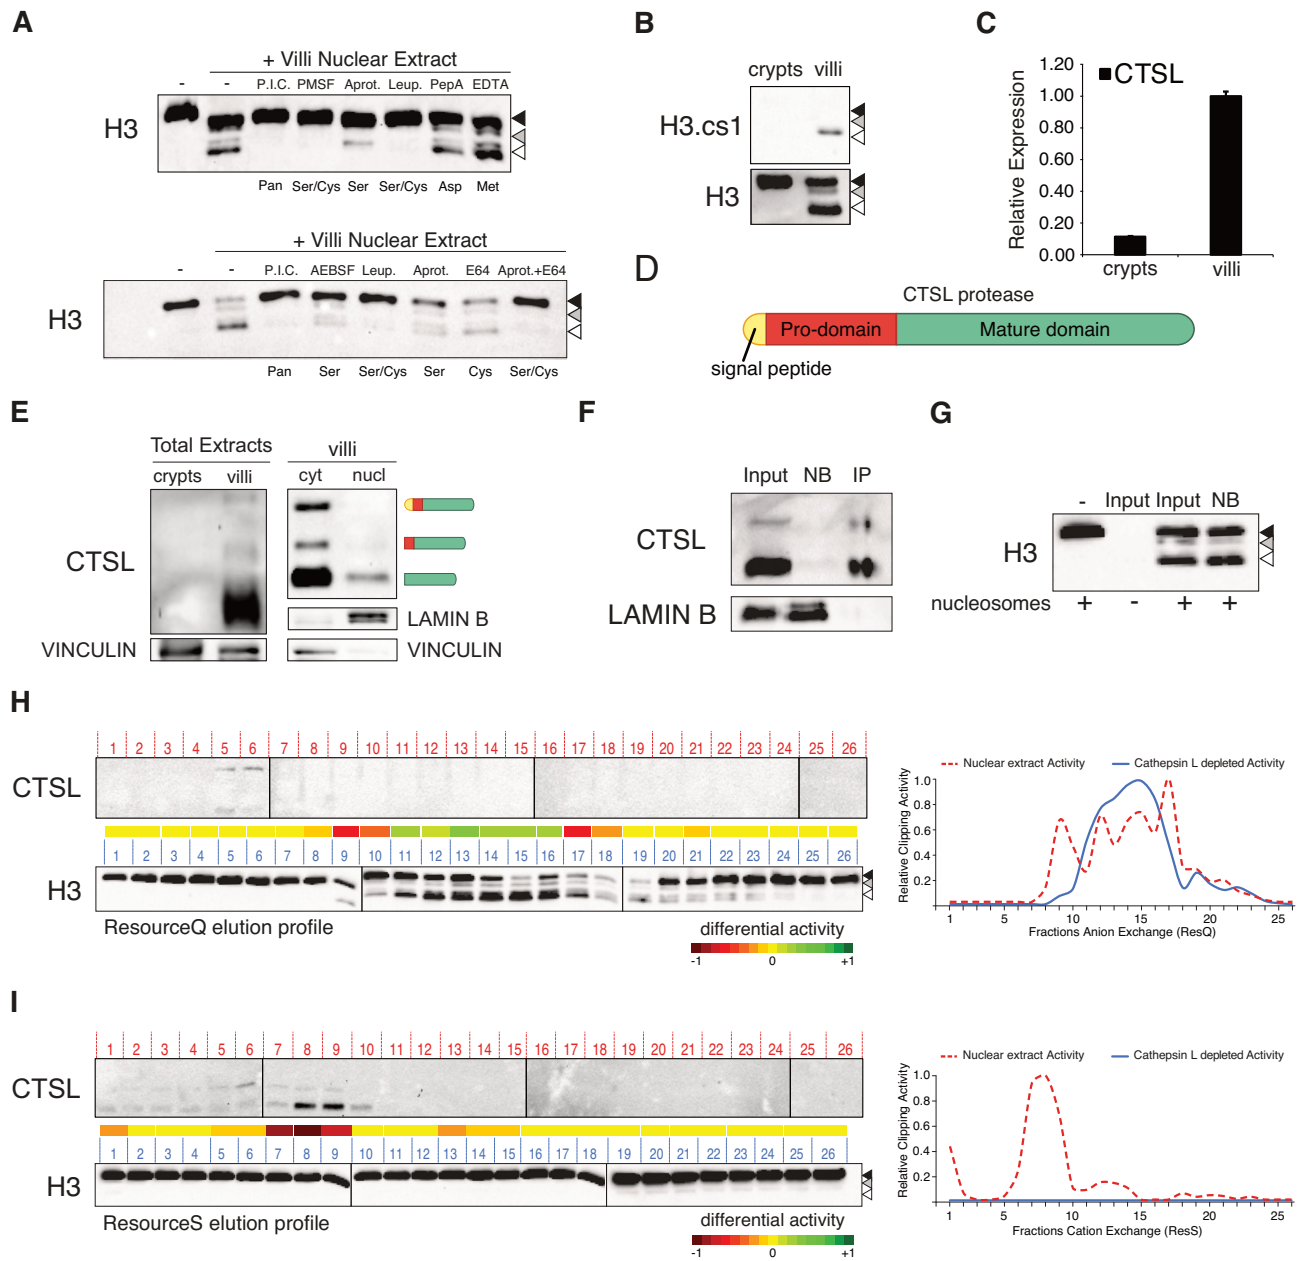 A
+ Villi Nuclear Extract
- - P.I.C. PMSF Aprot. Leup. PepA EDTA
H3
Pan Ser/Cys Ser Ser/Cys Asp Met
+ Villi Nuclear Extract
- - P.I.C. AEBSF Leup. Aprot. E64 Aprot.+E64
H3
Pan Ser Ser/Cys Ser Cys Ser/Cys
B
crypts villi
H3.cs1
H3
C
Relative Expression
1.20
1.00
0.80
0.60
0.40
0.20
0.00
CTSL
crypts villi
D
CTSL protease
Pro-domain Mature domain
signal peptide
E
Total Extracts villi
crypts villi cyt nucl
CTSL
LAMIN B
VINCULIN VINCULIN
F
Input NB IP
CTSL
LAMIN B
G
- Input Input NB
H3
nucleosomes + - + +
H
1 2 3 4 5 6 7 8 9 10 11 12 13 14 15 16 17 18 19 20 21 22 23 24 25 26
CTSL
1 2 3 4 5 6 7 8 9 10 11 12 13 14 15 16 17 18 19 20 21 22 23 24 25 26
H3
ResourceQ elution profile
differential activity
-1 0 +1
Nuclear extract Activity Cathepsin L depleted Activity
Relative Clipping Activity
1.0
0.8
0.6
0.4
0.2
1 5 10 15 20 25
Fractions Anion Exchange (ResQ)
I
1 2 3 4 5 6 7 8 9 10 11 12 13 14 15 16 17 18 19 20 21 22 23 24 25 26
CTSL
1 2 3 4 5 6 7 8 9 10 11 12 13 14 15 16 17 18 19 20 21 22 23 24 25 26
H3
ResourceS elution profile
differential activity
-1 0 +1
Nuclear extract Activity Cathepsin L depleted Activity
Relative Clipping Activity
1.0
0.8
0.6
0.4
0.2
1 5 10 15 20 25
Fractions Cation Exchange (ResS)